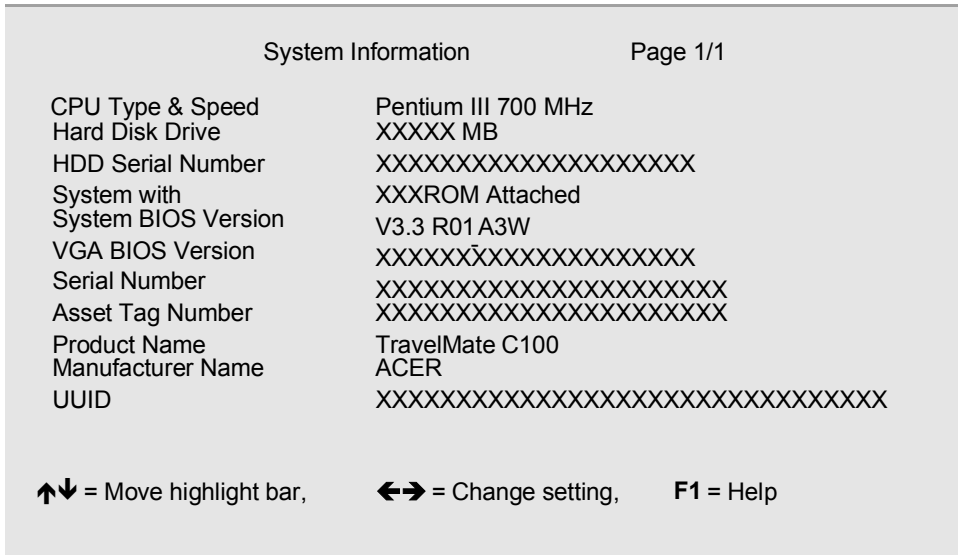 System Information Page 1/1
CPU Type & Speed Pentium III 700 MHz
Hard Disk Drive XXXXX MB
HDD Serial Number XXXXXXXXXXXXXXXXXXXX
System with XXXROM Attached
System BIOS Version V3.3 R01 A3W
VGA BIOS Version XXXXXX-XXXXXXXXXXXXXX
Serial Number XXXXXXXXXXXXXXXXXXXXXX
Asset Tag Number XXXXXXXXXXXXXXXXXXXXXX
Product Name TravelMate C100
Manufacturer Name ACER
UUID XXXXXXXXXXXXXXXXXXXXXXXXXXXXXXXX
↑↓ = Move highlight bar, ←→ = Change setting, F1 = Help